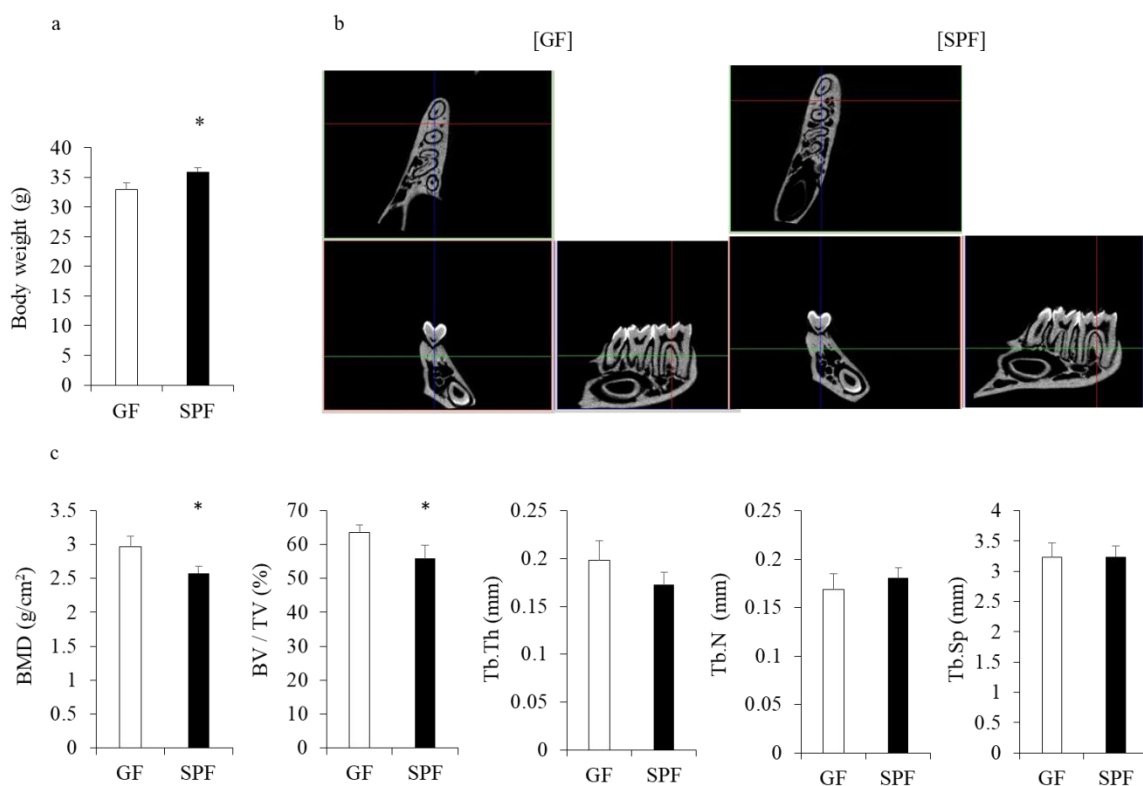 a
b
[GF]
[SPF]
*
40
35
30
25
20
15
10
5
0
Body weight (g)
GF SPF
c
*
3.5
3
2.5
2
1.5
1
0.5
0
BMD (g/cm²)
GF SPF
*
70
60
50
40
30
20
10
0
BV / TV (%)
GF SPF
0.25
0.2
0.15
0.1
0.05
0
Tb.Th (mm)
GF SPF
0.25
0.2
0.15
0.1
0.05
0
Tb.N (mm)
GF SPF
4
3.5
3
2.5
2
1.5
1
0.5
0
Tb.Sp (mm)
GF SPF